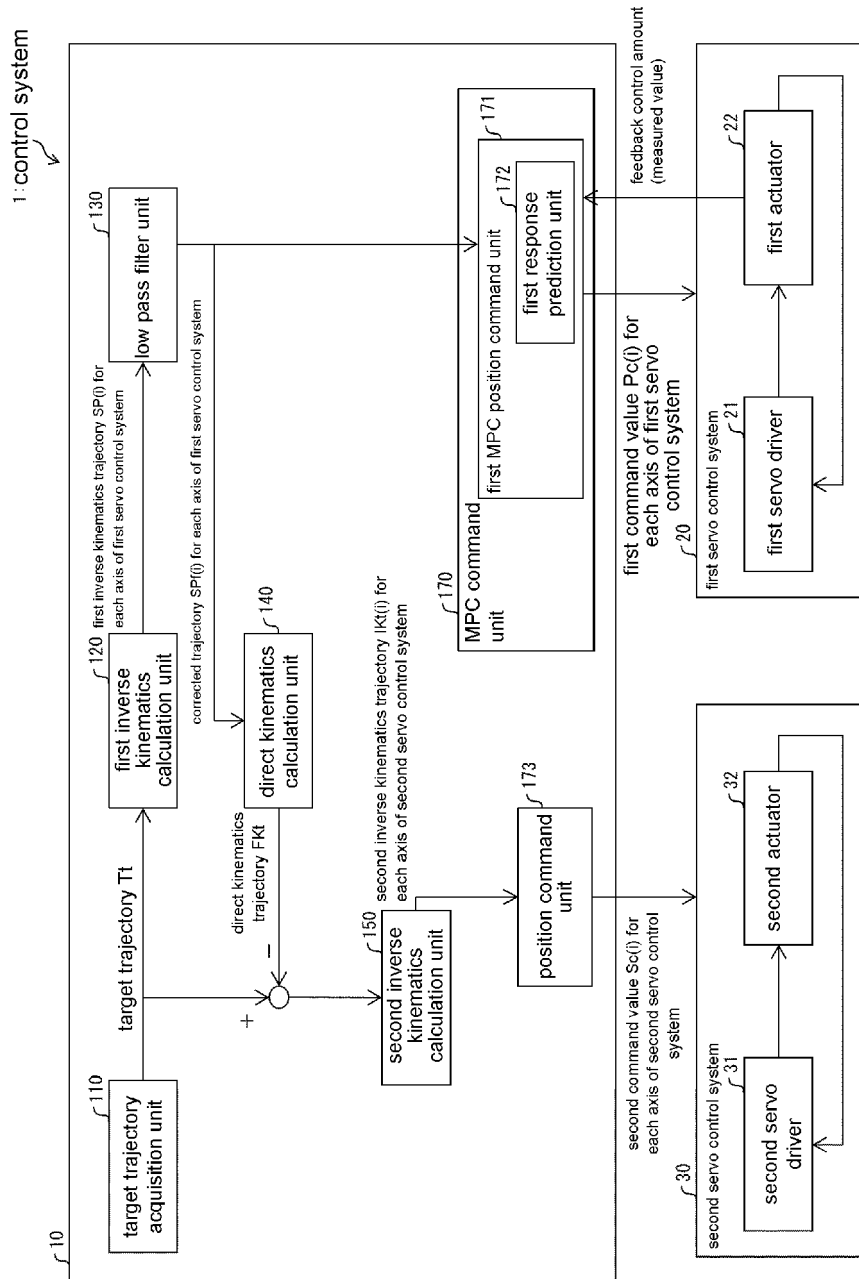 1: control system
10
110
target trajectory
acquisition unit
target trajectory Tt
120
first inverse
kinematics
calculation unit
first inverse kinematics trajectory SP(i) for
each axis of first servo control system
130
low pass filter unit
corrected trajectory SPf(i) for each axis of first servo control system
140
direct kinematics
calculation unit
direct kinematics
trajectory FKt
+
−
150
second inverse
kinematics
calculation unit
second inverse kinematics trajectory IKt(i) for
each axis of second servo control system
173
position command
unit
170
MPC command
unit
171
first MPC position command unit
172
first response
prediction unit
second command value Sc(i) for
each axis of second servo control
system
first command value Pc(i) for
each axis of first servo
control system
feedback control amount
(measured value)
30
second servo control system
31
second servo
driver
32
second actuator
20
first servo control system
21
first servo driver
22
first actuator